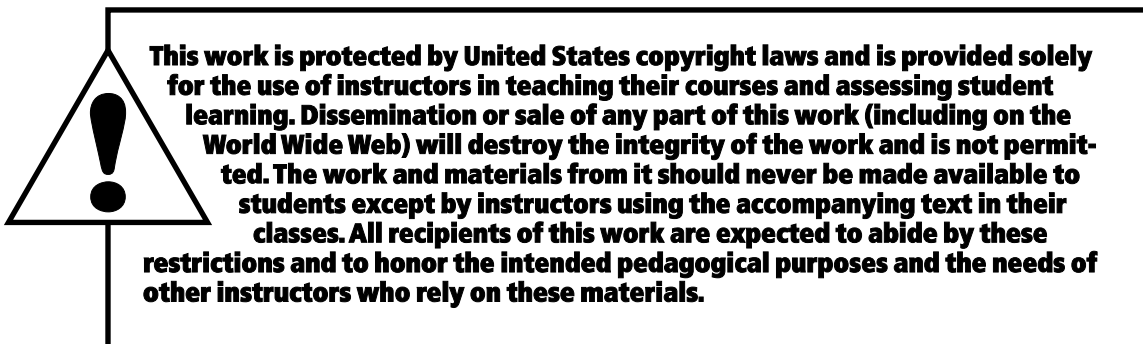 This work is protected by United States copyright laws and is provided solely
for the use of instructors in teaching their courses and assessing student
learning. Dissemination or sale of any part of this work (including on the
World Wide Web) will destroy the integrity of the work and is not permit-
ted. The work and materials from it should never be made available to
students except by instructors using the accompanying text in their
classes. All recipients of this work are expected to abide by these
restrictions and to honor the intended pedagogical purposes and the needs of
other instructors who rely on these materials.